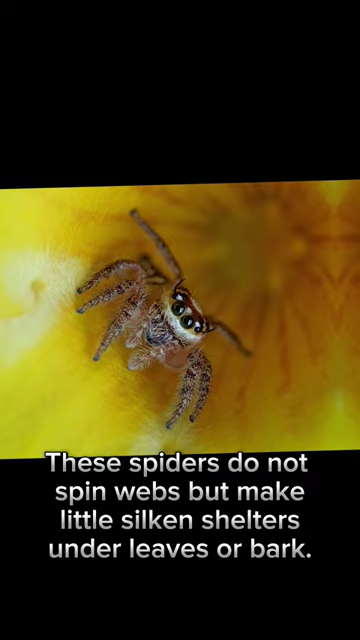 These spiders do not
spin webs but make
little silken shelters
under leaves or bark.